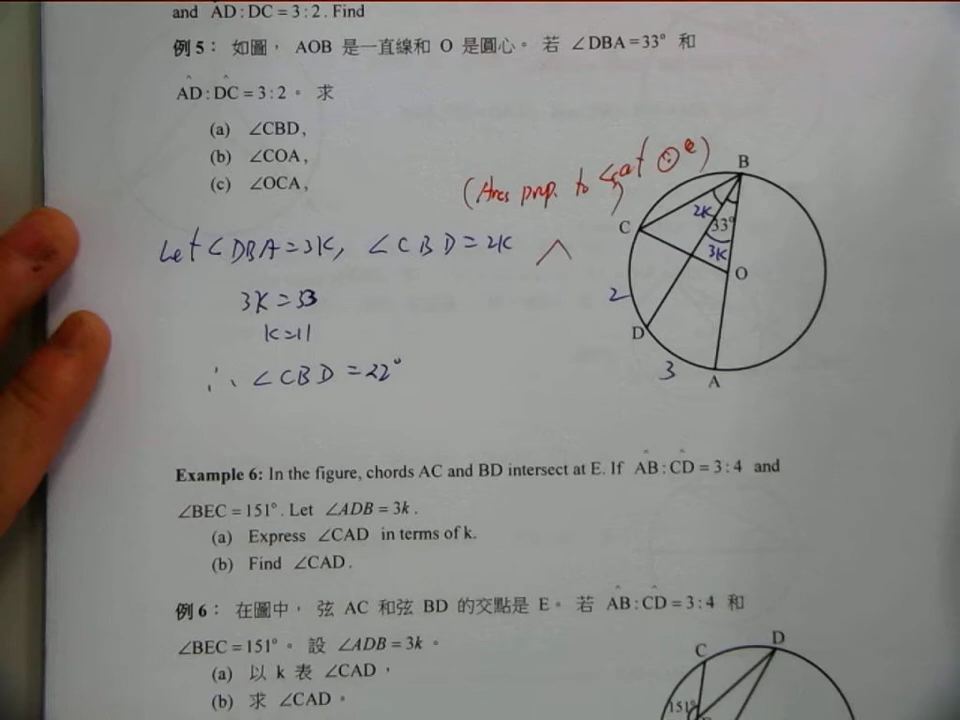 and AD : DC = 3 : 2. Find
例 5： 如圖， AOB 是一直線和 O 是圓心。 若 ∠DBA = 33° 和
AD : DC = 3 : 2 。 求
(a) ∠CBD,
(b) ∠COA,
(c) ∠OCA,
(Arcs prop. to ∠s at ⊙ce)
Let ∠DBA = 3K, ∠CBD = 2K
3K = 33
K = 11
∴ ∠CBD = 22°
B
C
2K
33°
3K
O
2
D
3
A
Example 6: In the figure, chords AC and BD intersect at E. If AB : CD = 3 : 4 and
∠BEC = 151°. Let ∠ADB = 3k.
(a) Express ∠CAD in terms of k.
(b) Find ∠CAD.
例 6： 在圖中， 弦 AC 和弦 BD 的交點是 E。 若 AB : CD = 3 : 4 和
∠BEC = 151° 。 設 ∠ADB = 3k 。
(a) 以 k 表 ∠CAD，
(b) 求 ∠CAD。
C
D
151°